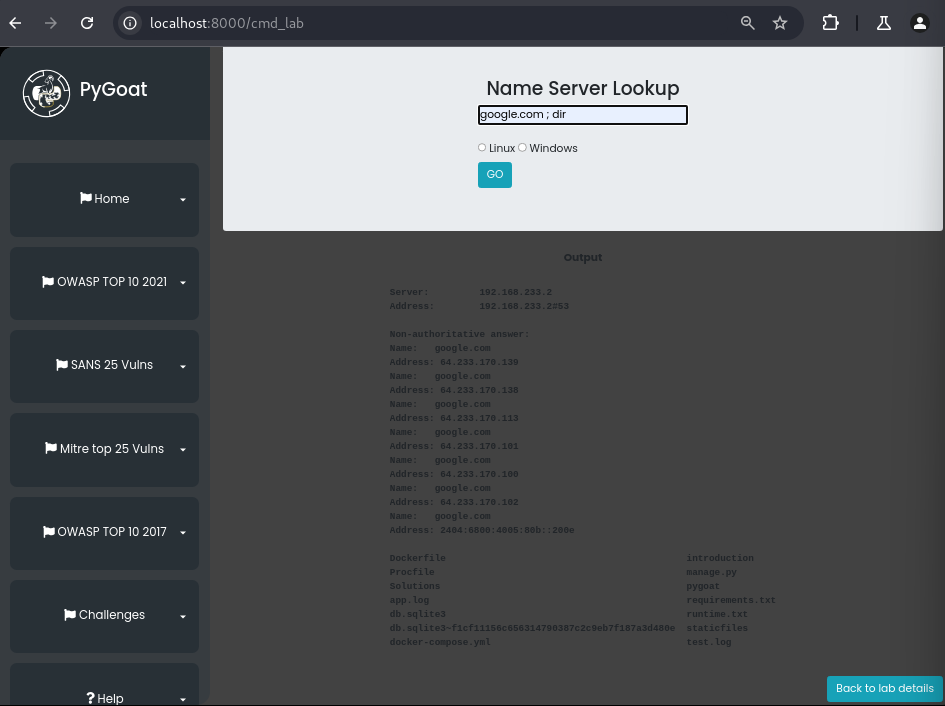 localhost:8000/cmd_lab
PyGoat
Home
OWASP TOP 10 2021
SANS 25 Vulns
Mitre top 25 Vulns
OWASP TOP 10 2017
Challenges
Help
Name Server Lookup
google.com ; dir
Linux Windows
GO
Output
Server: 192.168.233.2
Address: 192.168.233.2#53
Non-authoritative answer:
Name: google.com
Address: 64.233.170.139
Name: google.com
Address: 64.233.170.138
Name: google.com
Address: 64.233.170.113
Name: google.com
Address: 64.233.170.101
Name: google.com
Address: 64.233.170.100
Name: google.com
Address: 64.233.170.102
Name: google.com
Address: 2404:6800:4005:80b::200e
Dockerfile introduction
Procfile manage.py
Solutions pygoat
app.log requirements.txt
db.sqlite3 runtime.txt
staticfiles
docker-compose.yml test.log
Back to lab details